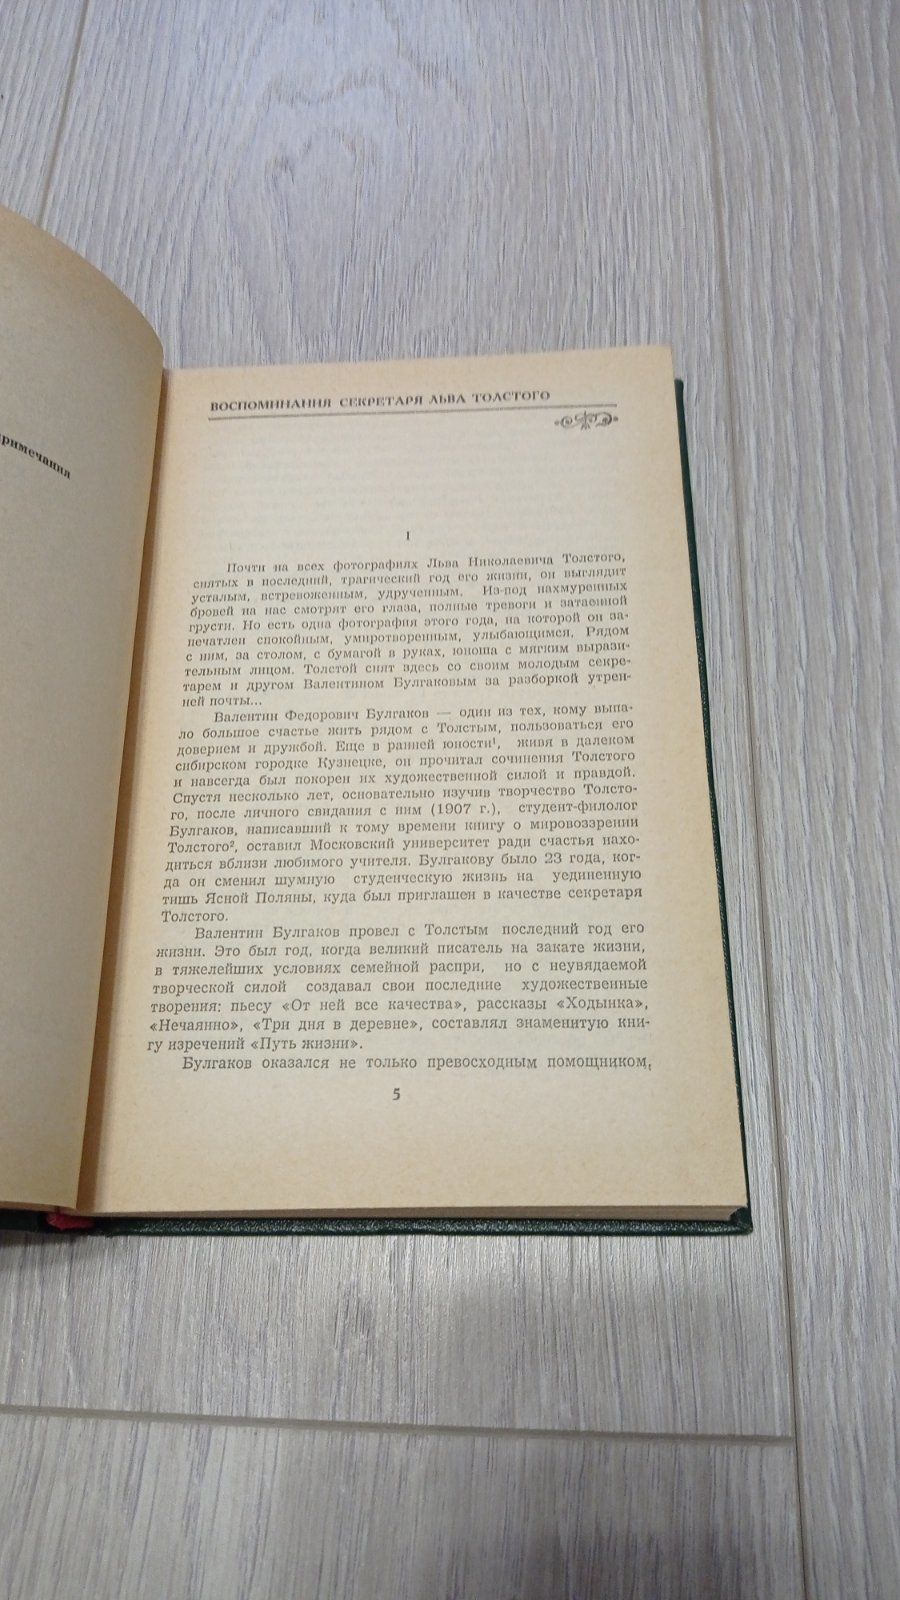 примечания
ВОСПОМИНАНИЯ СЕКРЕТАРЯ ЛЬВА ТОЛСТОГО
I
Почти на всех фотографиях Льва Николаевича Толстого,
снятых в последний, трагический год его жизни, он выглядит
усталым, встревоженным, удрученным. Из-под нахмуренных
бровей на нас смотрят его глаза, полные тревоги и затаенной
грусти. Но есть одна фотография этого года, на которой он за-
печатлен спокойным, умиротворенным, улыбающимся. Рядом
с ним, за столом, с бумагой в руках, юноша с мягким вырази-
тельным лицом. Толстой снят здесь со своим молодым секре-
тарем и другом Валентином Булгаковым за разборкой утрен-
ней почты...
Валентин Федорович Булгаков — один из тех, кому выпа-
ло большое счастье жить рядом с Толстым, пользоваться его
доверием и дружбой. Еще в ранней юности¹, живя в далеком
сибирском городке Кузнецке, он прочитал сочинения Толстого
и навсегда был покорен их художественной силой и правдой.
Спустя несколько лет, основательно изучив творчество Толсто-
го, после личного свидания с ним (1907 г.), студент-филолог
Булгаков, написавший к тому времени книгу о мировоззрении
Толстого², оставил Московский университет ради счастья нахо-
диться вблизи любимого учителя. Булгакову было 23 года, ког-
да он сменил шумную студенческую жизнь на уединенную
тишь Ясной Поляны, куда был приглашен в качестве секретаря
Толстого.
Валентин Булгаков провел с Толстым последний год его
жизни. Это был год, когда великий писатель на закате жизни,
в тяжелейших условиях семейной распри, но с неувядаемой
творческой силой создавал свои последние художественные
творения: пьесу «От ней все качества», рассказы «Ходынка»,
«Нечаянно», «Три дня в деревне», составлял знаменитую кни-
гу изречений «Путь жизни».
Булгаков оказался не только превосходным помощником,
5